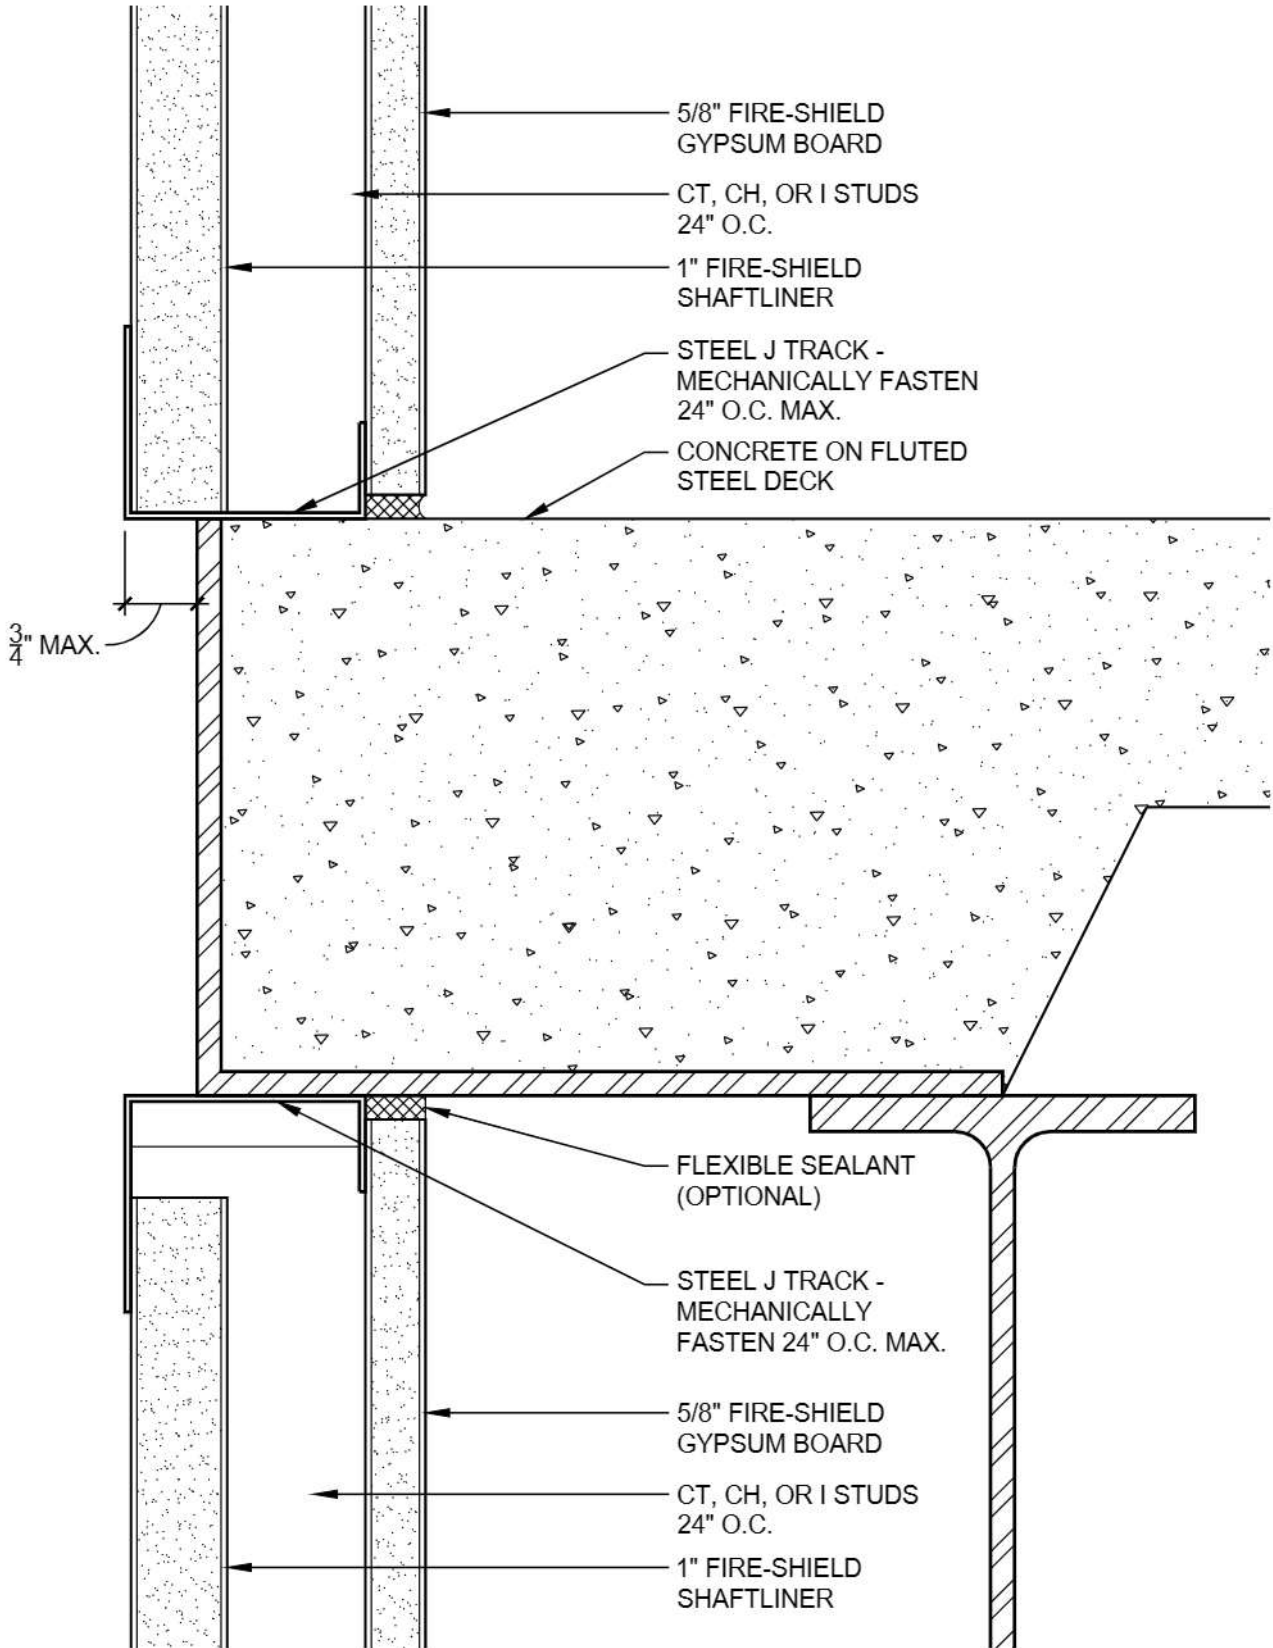 5/8" FIRE-SHIELD
GYPSUM BOARD
CT, CH, OR I STUDS
24" O.C.
1" FIRE-SHIELD
SHAFTLINER
STEEL J TRACK -
MECHANICALLY FASTEN
24" O.C. MAX.
CONCRETE ON FLUTED
STEEL DECK
3/4" MAX.
FLEXIBLE SEALANT
(OPTIONAL)
STEEL J TRACK -
MECHANICALLY
FASTEN 24" O.C. MAX.
5/8" FIRE-SHIELD
GYPSUM BOARD
CT, CH, OR I STUDS
24" O.C.
1" FIRE-SHIELD
SHAFTLINER